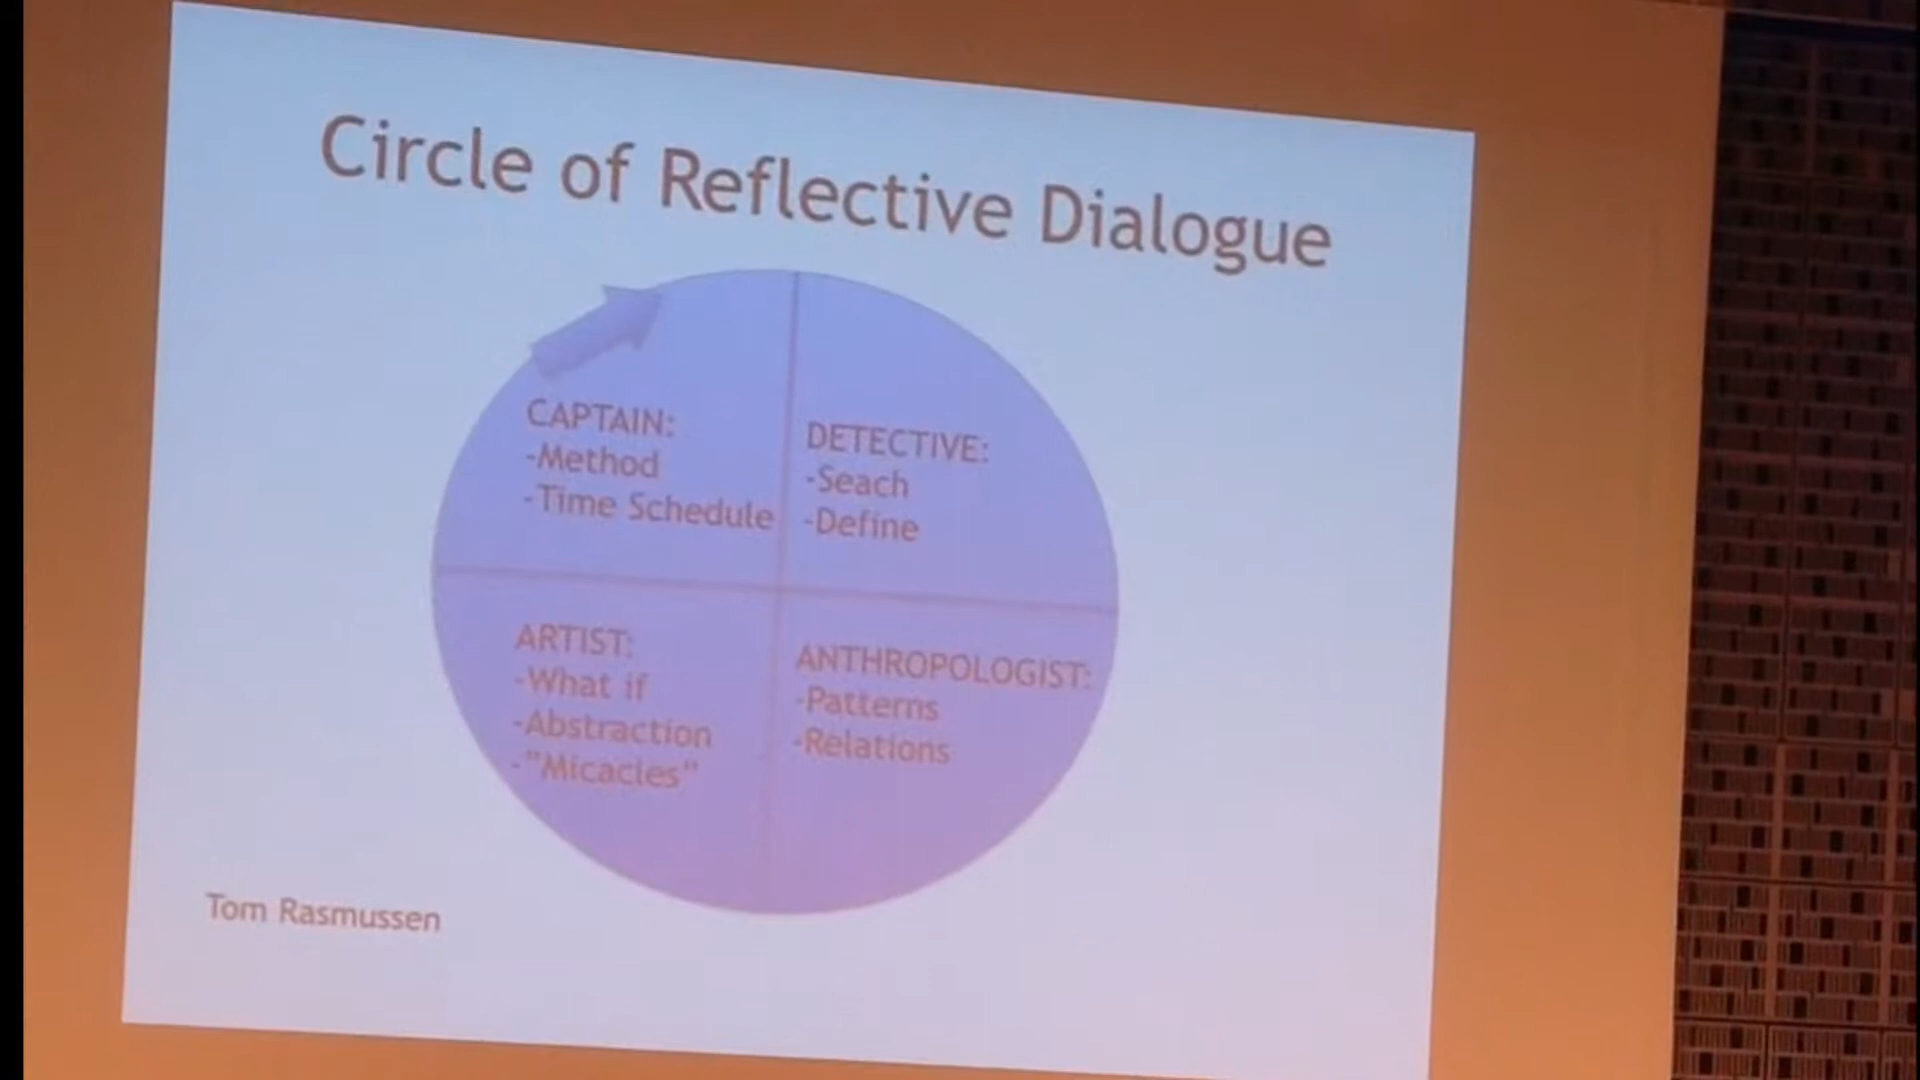 Circle of Reflective Dialogue
CAPTAIN:
-Method
-Time Schedule
DETECTIVE:
-Seach
-Define
ARTIST:
-What if
-Abstraction
-"Micacles"
ANTHROPOLOGIST:
-Patterns
-Relations
Tom Rasmussen